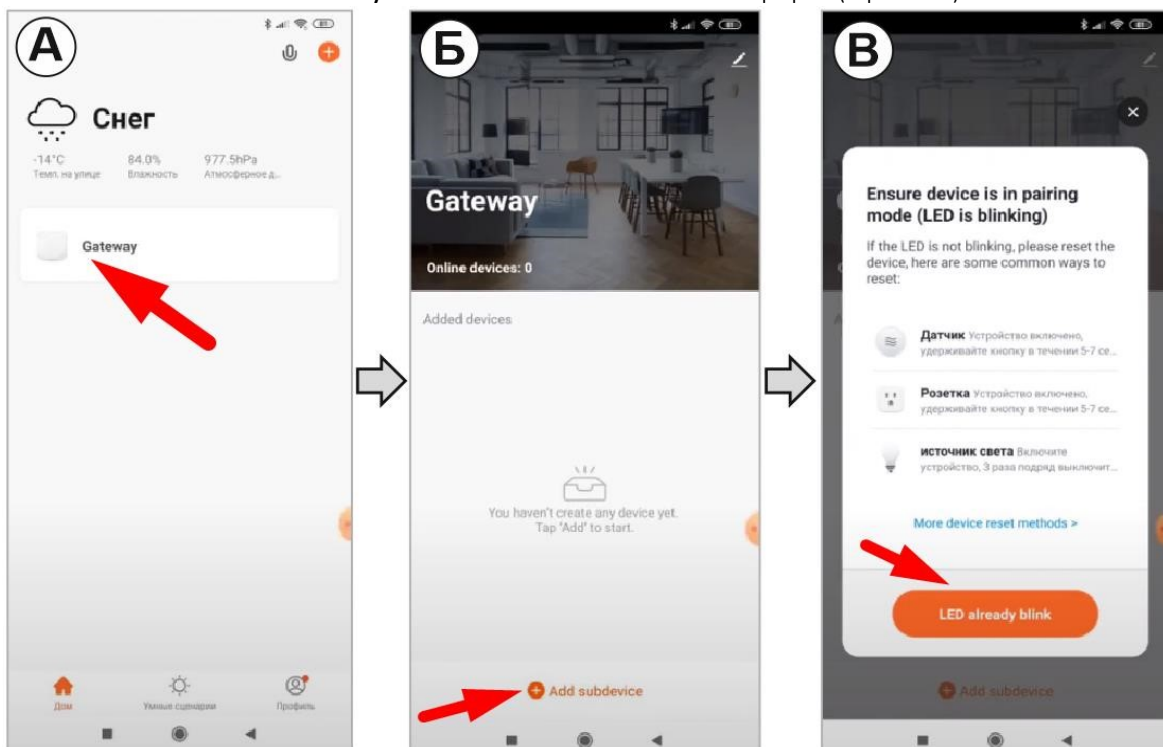 А
Снег
-14°C 84.0% 977.5hPa
Темп. на улице Влажность Атмосферное д...
Gateway
Дом Умные сценарии Профиль
Б
Gateway
Online devices: 0
Added devices
You haven't create any device yet.
Tap "Add" to start.
Add subdevice
В
Ensure device is in pairing
mode (LED is blinking)
If the LED is not blinking, please reset the
device, here are some common ways to
reset:
Датчик Устройство включено,
удерживайте кнопку в течении 5-7 се...
Розетка Устройство включено,
удерживайте кнопку в течении 5-7 се...
источник света Включите
устройство, 3 раза подряд выключит...
More device reset methods >
LED already blink
Add subdevice